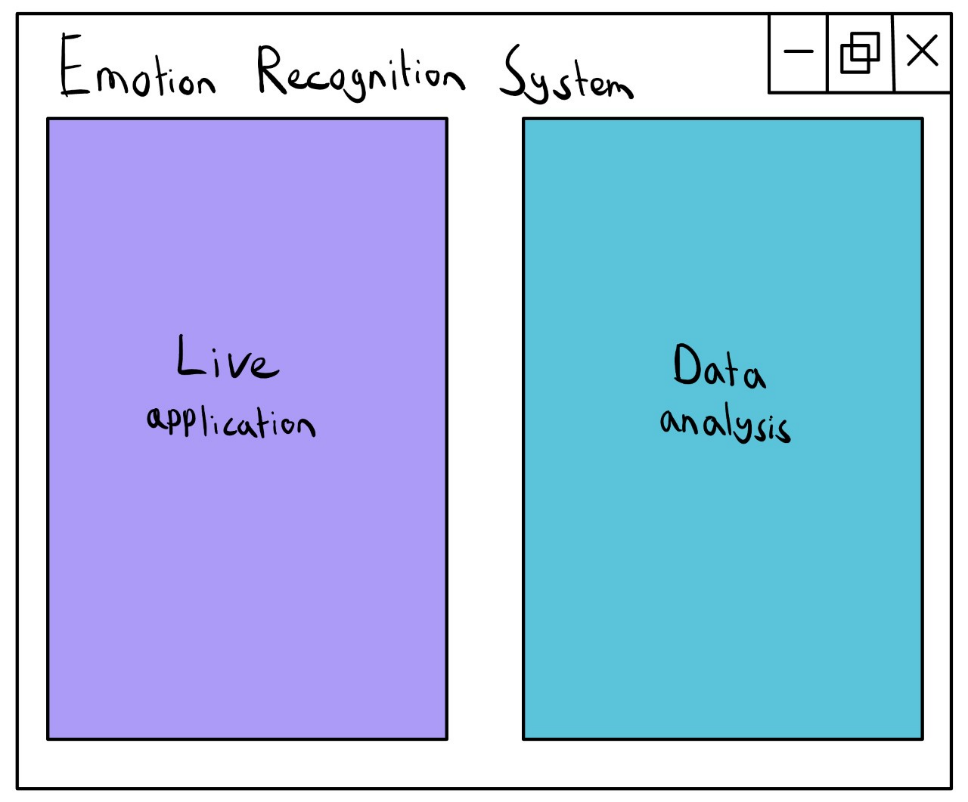 Emotion Recognition System
Live
application
Data
analysis